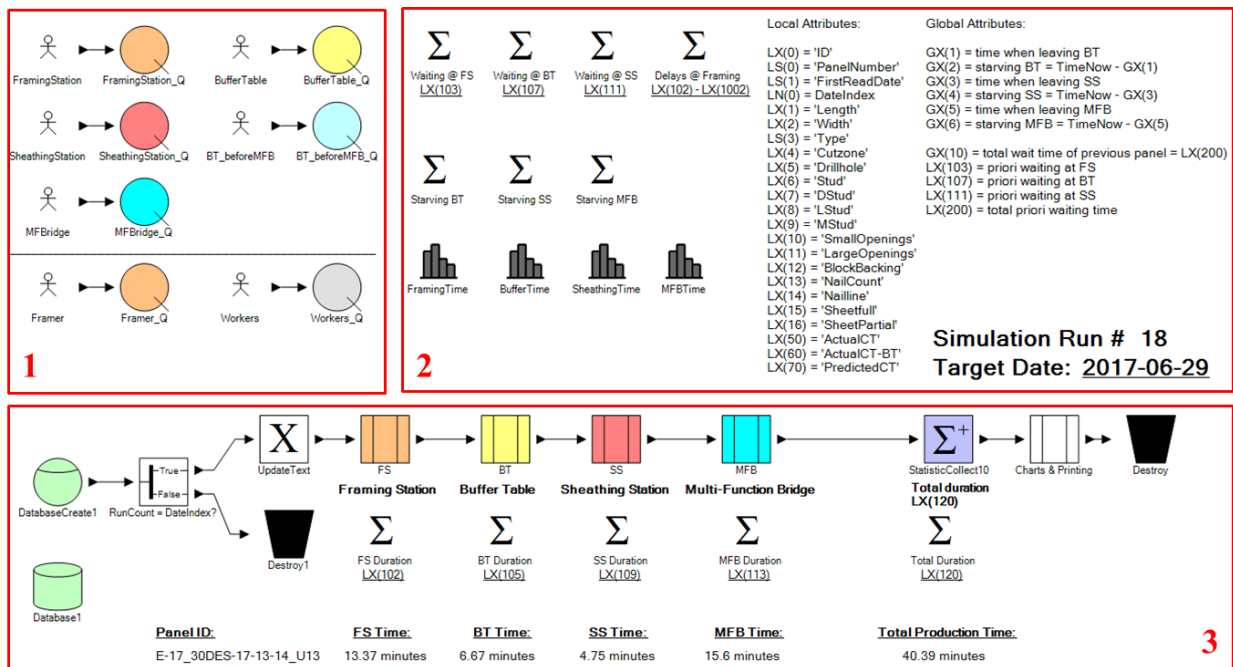 FramingStation
FramingStation_Q
BufferTable
BufferTable_Q
SheathingStation
SheathingStation_Q
BT_beforeMFB
BT_beforeMFB_Q
MFBridge
MFBridge_Q
Framer
Framer_Q
Workers
Workers_Q
1
Σ Σ Σ Σ
Waiting @ FS
LX(103)
Waiting @ BT
LX(107)
Waiting @ SS
LX(111)
Delays @ Framing
LX(102) - LX(1002)
Σ Σ Σ
Starving BT
Starving SS
Starving MFB
FramingTime
BufferTime
SheathingTime
MFBTime
2
Local Attributes:
LX(0) = 'ID'
LS(0) = 'PanelNumber'
LS(1) = 'FirstReadDate'
LN(0) = DateIndex
LX(1) = 'Length'
LX(2) = 'Width'
LS(3) = 'Type'
LX(4) = 'Cutzone'
LX(5) = 'Drillhole'
LX(6) = 'Stud'
LX(7) = 'DStud'
LX(8) = 'LStud'
LX(9) = 'MStud'
LX(10) = 'SmallOpenings'
LX(11) = 'LargeOpenings'
LX(12) = 'BlockBacking'
LX(13) = 'NailCount'
LX(14) = 'Nailline'
LX(15) = 'Sheetfull'
LX(16) = 'SheetPartial'
LX(50) = 'ActualCT'
LX(60) = 'ActualCT-BT'
LX(70) = 'PredictedCT'
Global Attributes:
GX(1) = time when leaving BT
GX(2) = starving BT = TimeNow - GX(1)
GX(3) = time when leaving SS
GX(4) = starving SS = TimeNow - GX(3)
GX(5) = time when leaving MFB
GX(6) = starving MFB = TimeNow - GX(5)
GX(10) = total wait time of previous panel = LX(200)
LX(103) = priori waiting at FS
LX(107) = priori waiting at BT
LX(111) = priori waiting at SS
LX(200) = total priori waiting time
Simulation Run # 18
Target Date: 2017-06-29
DatabaseCreate1
True
False
RunCount = DateIndex?
X
UpdateText
Destroy1
Database1
FS
Framing Station
BT
Buffer Table
SS
Sheathing Station
MFB
Multi-Function Bridge
Σ+
StatisticCollect10
Total duration
LX(120)
Charts & Printing
Destroy
Σ Σ Σ Σ Σ
FS Duration
LX(102)
BT Duration
LX(105)
SS Duration
LX(109)
MFB Duration
LX(113)
Total Duration
LX(120)
Panel ID: FS Time: BT Time: SS Time: MFB Time: Total Production Time:
E-17_30DES-17-13-14_U13 13.37 minutes 6.67 minutes 4.75 minutes 15.6 minutes 40.39 minutes
3